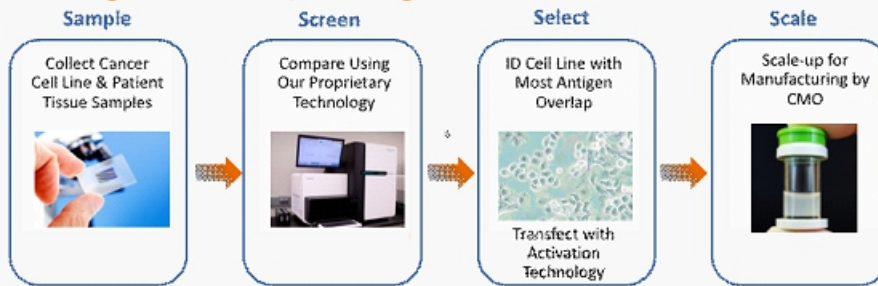 Sample
Screen
Select
Scale
Collect Cancer
Cell Line & Patient
Tissue Samples
Compare Using
Our Proprietary
Technology
ID Cell Line with
Most Antigen
Overlap
Transfect with
Activation
Technology
Scale-up for
Manufacturing by
CMO